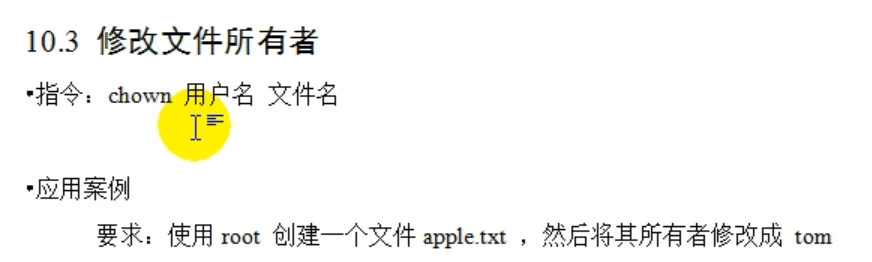 10.3 修改文件所有者
•指令：chown 用户名 文件名
•应用案例
要求：使用 root 创建一个文件 apple.txt ，然后将其所有者修改成 tom